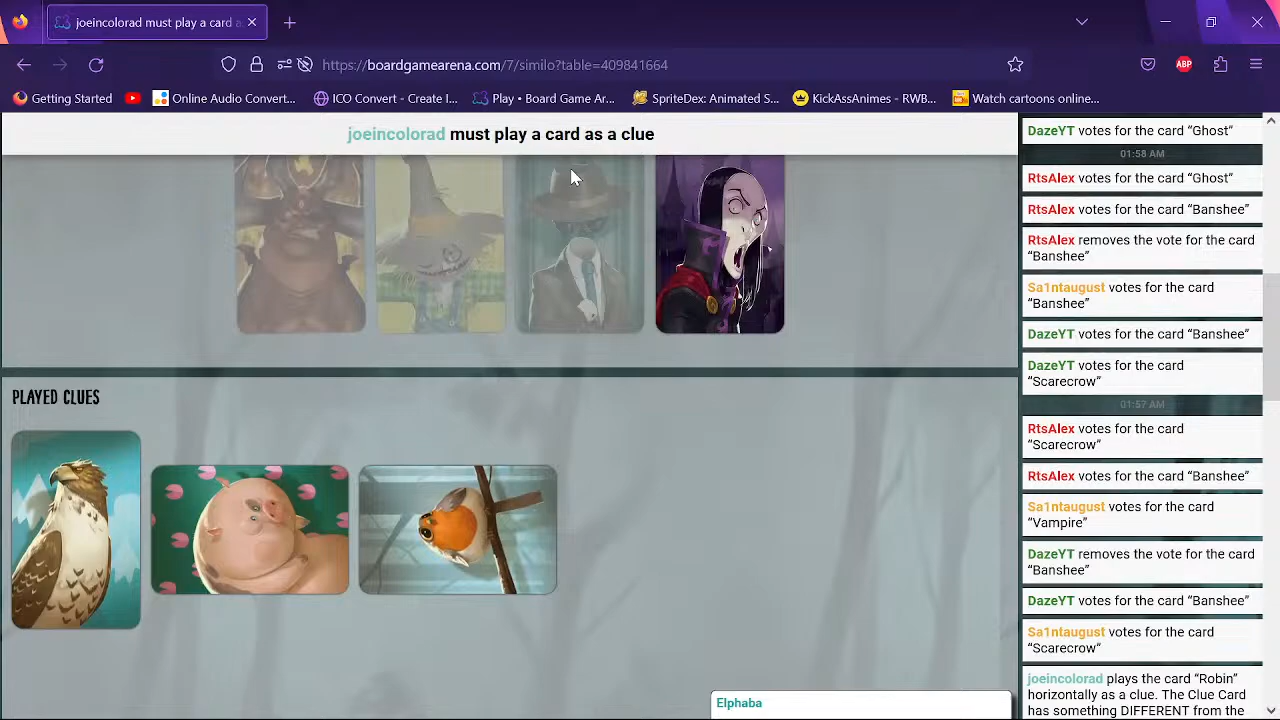 joeincolorad must play a card a
https://boardgamearena.com/7/similo?table=409841664
Getting Started
Online Audio Convert...
ICO Convert - Create I...
Play • Board Game Ar...
SpriteDex: Animated S...
KickAssAnimes - RWB...
Watch cartoons online...
ABP
joeincolorad must play a card as a clue
PLAYED CLUES
Elphaba
DazeYT votes for the card “Ghost”
01:58 AM
RtsAlex votes for the card “Ghost”
RtsAlex votes for the card “Banshee”
RtsAlex removes the vote for the card
“Banshee”
Sa1ntaugust votes for the card
“Banshee”
DazeYT votes for the card “Banshee”
DazeYT votes for the card
“Scarecrow”
01:57 AM
RtsAlex votes for the card
“Scarecrow”
RtsAlex votes for the card “Banshee”
Sa1ntaugust votes for the card
“Vampire”
DazeYT removes the vote for the card
“Banshee”
DazeYT votes for the card “Banshee”
Sa1ntaugust votes for the card
“Scarecrow”
joeincolorad plays the card “Robin”
horizontally as a clue. The Clue Card
has something DIFFERENT from the